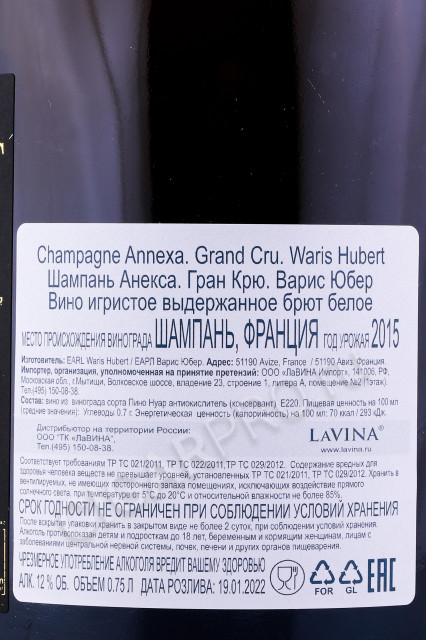 Champagne Annexa. Grand Cru. Waris Hubert
Шампань Анекса. Гран Крю. Варис Юбер
Вино игристое выдержанное брют белое
МЕСТО ПРОИСХОЖДЕНИЯ ВИНОГРАДА ШАМПАНЬ, ФРАНЦИЯ ГОД УРОЖАЯ 2015
Изготовитель: EARL Waris Hubert / ЕАРЛ Варис Юбер. Адрес: 51190 Avize, France / 51190 Авиз. Франция.
Импортер, организация, уполномоченная на принятие претензий: ООО «ЛаВИНА Импорт», 141006, РФ,
Московская обл., г.Мытищи, Волковское шоссе, владение 23, строение 1, литера А, помещение №2 (1этаж).
Тел.(495) 150-08-38.
Состав: вино из винограда сорта Пино Нуар антиокислитель (консервант) Е220. Пищевая ценность на 100 мл
(средние значения): Углеводы 0.7 г. Энергетическая ценность (калорийность) на 100 мл: 70 ккал / 293 кДж.
Дистрибьютор на территории России:
ООО "ТК «ЛаВИНА",
Тел.(495) 150-08-38.
LAVINA®
www.lavina.ru
Соответствует требованиям ТР ТС 021/2011, ТР ТС 022/2011, ТР ТС 029/2012. Содержание вредных для
здоровья человека веществ не превышает уровней, установленных ТР ТС 021/2011, ТР ТС 029/2012. Хранить в
вентилируемых, не имеющих постороннего запаха помещениях, исключающих воздействие прямого
солнечного света, при температуре от 5°С до 20°С и относительной влажности не более 85%.
СРОК ГОДНОСТИ НЕ ОГРАНИЧЕН ПРИ СОБЛЮДЕНИИ УСЛОВИЙ ХРАНЕНИЯ
После вскрытия упаковки хранить в закрытом виде не более 2 суток, при соблюдении условий хранения.
Алкоголь противопоказан детям и подросткам до 18 лет, беременным и кормящим женщинам, лицам с
заболеваниями центральной нервной системы, почек, печени и других органов пищеварения.
ЧРЕЗМЕРНОЕ УПОТРЕБЛЕНИЕ АЛКОГОЛЯ ВРЕДИТ ВАШЕМУ ЗДОРОВЬЮ
АЛК. 12 % ОБ. ОБЪЕМ 0.75 Л ДАТА РОЗЛИВА: 19.01.2022
FOR GL EAC